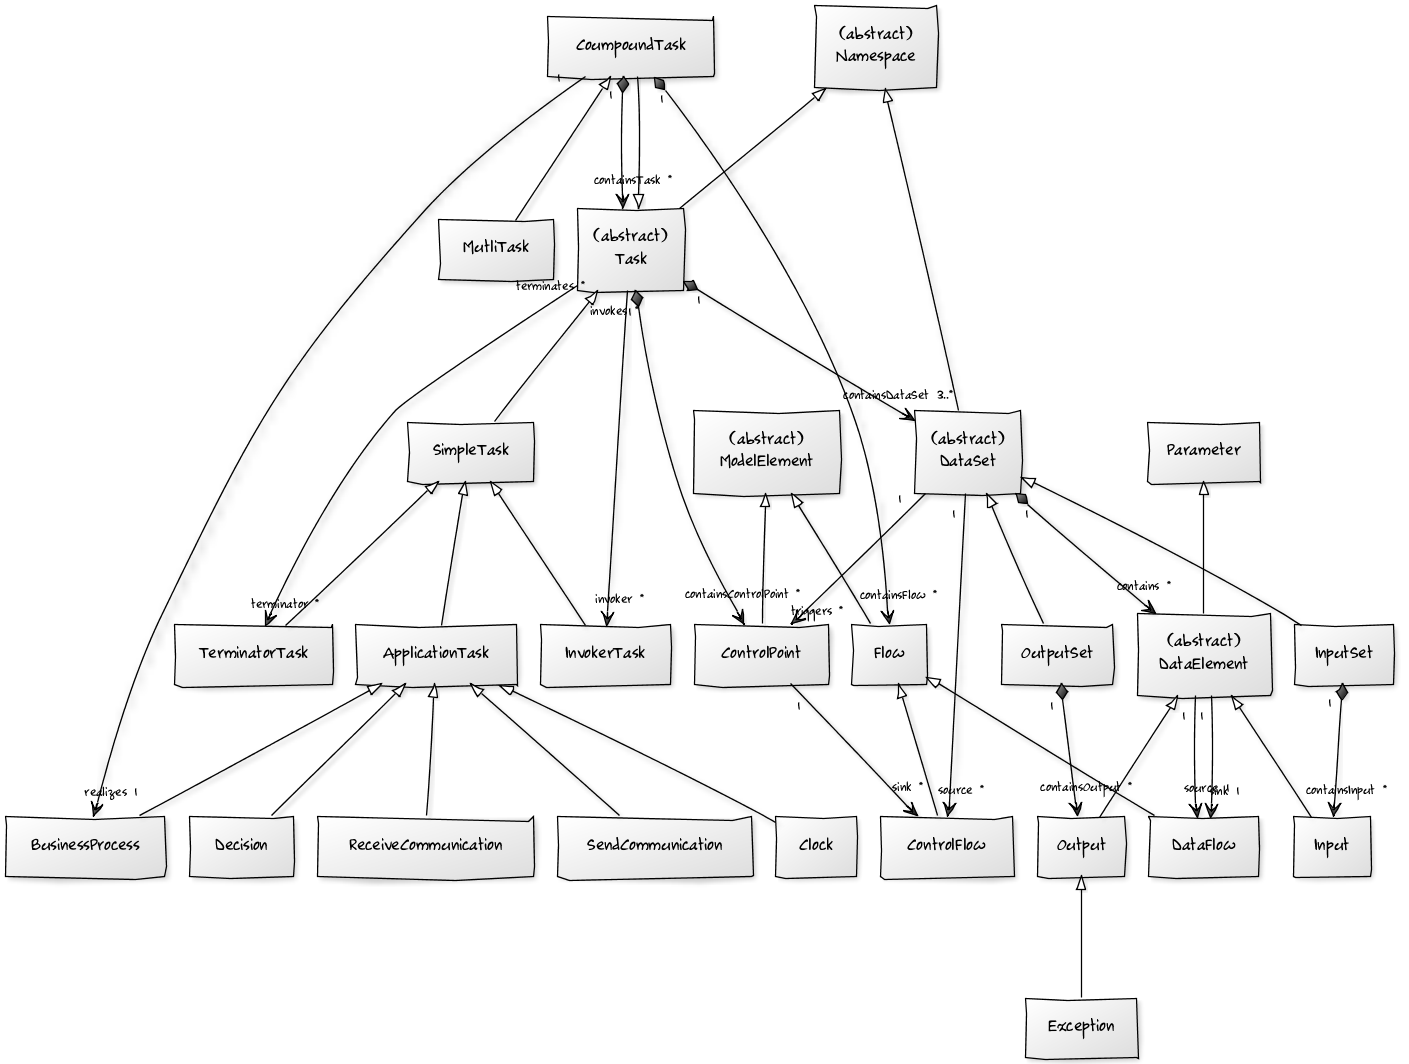 CoumpoundTask
(abstract)
Namespace
1
1
1
containsTask *
MutliTask
(abstract)
Task
terminates *
invokes1
1
containsDataSet 3..*
SimpleTask
(abstract)
ModelElement
(abstract)
DataSet
Parameter
1
1
1
terminator *
invoker *
containsControlPoint *
triggers *
containsFlow *
contains *
TerminatorTask
ApplicationTask
InvokerTask
ControlPoint
Flow
OutputSet
(abstract)
DataElement
InputSet
1
1
1
1
1
realizes 1
sink *
source *
containsOutput *
source
sink 1
containsInput *
BusinessProcess
Decision
ReceiveCommunication
SendCommunication
Clock
ControlFlow
Output
DataFlow
Input
Exception